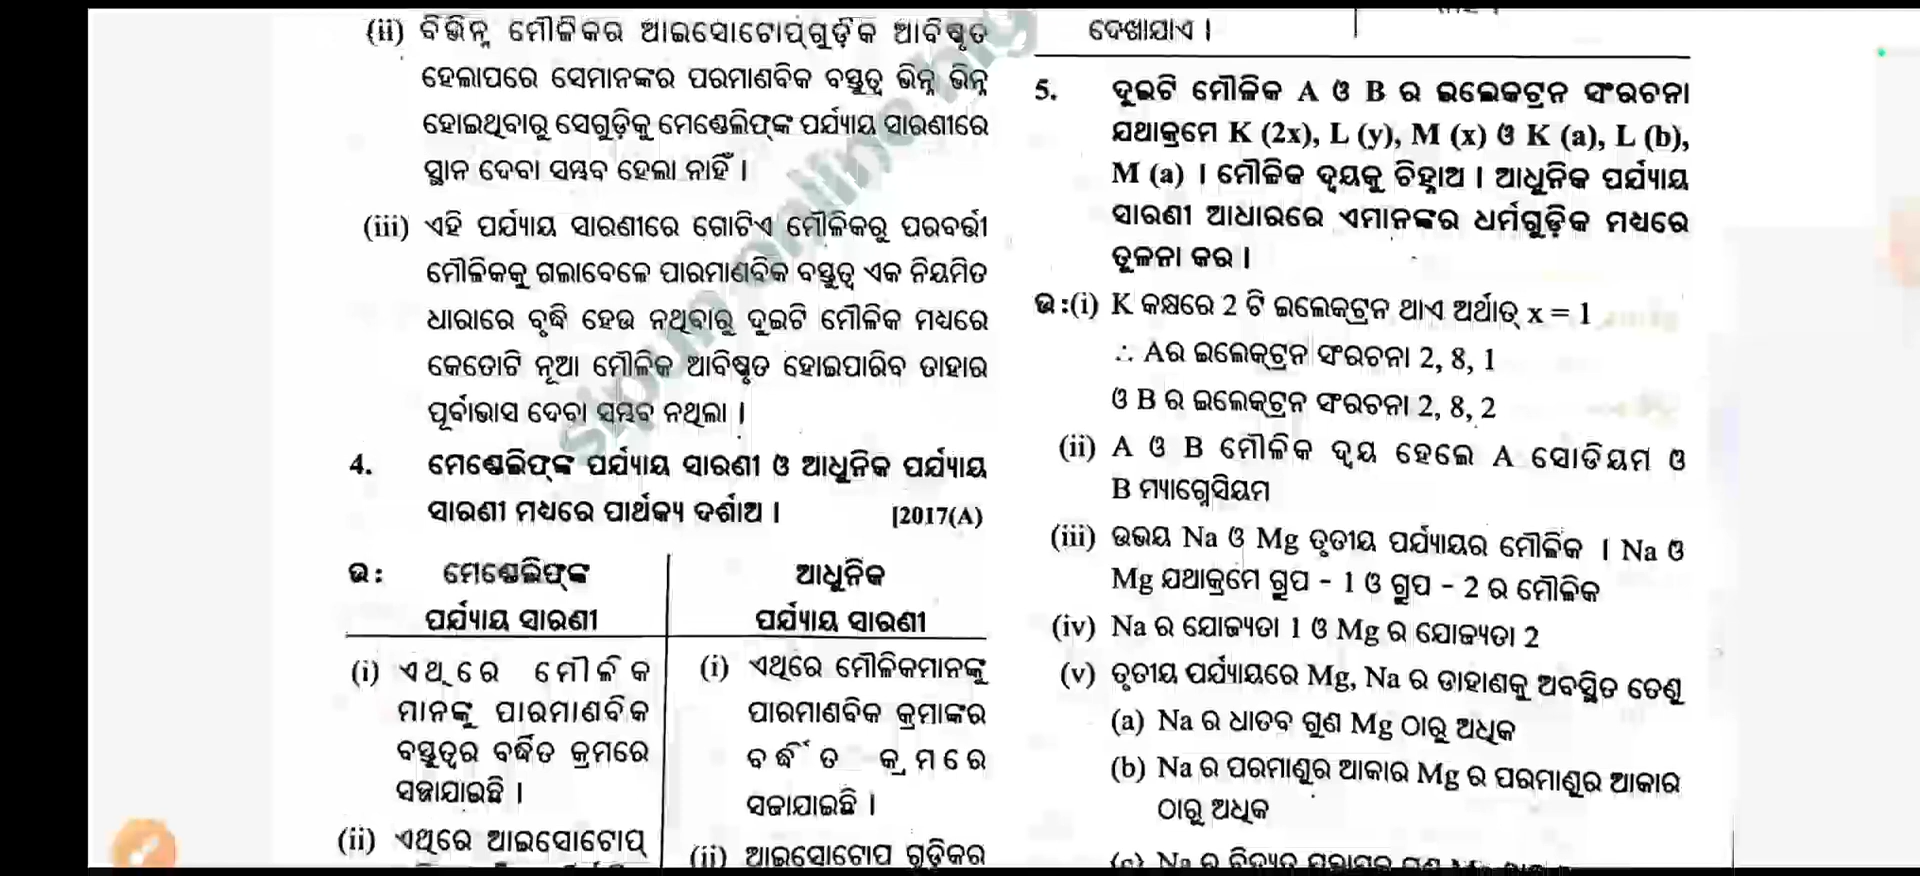 (ii) ବିଭିନ୍ନ ମୌଳିକର ଆଇସୋଟୋପ୍‌ଗୁଡ଼ିକ ଆବିଷ୍କୃତ
ହେଲାପରେ ସେମାନଙ୍କର ପରମାଣବିକ ବସ୍ତୁତ୍ୱ ଭିନ୍ନ ଭିନ୍ନ
ହୋଇଥିବାରୁ ସେଗୁଡ଼ିକୁ ମେଣ୍ଡେଲିଫ୍‌ଙ୍କ ପର୍ଯ୍ୟାୟ ସାରଣୀରେ
ସ୍ଥାନ ଦେବା ସମ୍ଭବ ହେଲା ନାହିଁ ।
(iii) ଏହି ପର୍ଯ୍ୟାୟ ସାରଣୀରେ ଗୋଟିଏ ମୌଳିକରୁ ପରବର୍ତ୍ତୀ
ମୌଳିକକୁ ଗଲାବେଳେ ପାରମାଣବିକ ବସ୍ତୁତ୍ୱ ଏକ ନିୟମିତ
ଧାରାରେ ବୃଦ୍ଧି ହେଉ ନଥିବାରୁ ଦୁଇଟି ମୌଳିକ ମଧ୍ୟରେ
କେତୋଟି ନୂଆ ମୌଳିକ ଆବିଷ୍କୃତ ହୋଇପାରିବ ତାହାର
ପୂର୍ବାଭାସ ଦେବା ସମ୍ଭବ ନଥିଲା ।
4. ମେଣ୍ଡେଲିଫ୍‌ଙ୍କ ପର୍ଯ୍ୟାୟ ସାରଣୀ ଓ ଆଧୁନିକ ପର୍ଯ୍ୟାୟ
ସାରଣୀ ମଧ୍ୟରେ ପାର୍ଥକ୍ୟ ଦର୍ଶାଅ । [2017(A)
ଉ : ମେଣ୍ଡେଲିଫ୍‌ଙ୍କ
ପର୍ଯ୍ୟାୟ ସାରଣୀ
(i) ଏଥିରେ ମୌଳିକ
ମାନଙ୍କୁ ପାରମାଣବିକ
ବସ୍ତୁତ୍ୱର ବର୍ଦ୍ଧିତ କ୍ରମରେ
ସଜାଯାଇଛି ।
(ii) ଏଥିରେ ଆଇସୋଟୋପ୍
ଆଧୁନିକ
ପର୍ଯ୍ୟାୟ ସାରଣୀ
(i) ଏଥିରେ ମୌଳିକମାନଙ୍କୁ
ପାରମାଣବିକ କ୍ରମାଙ୍କର
ବର୍ଦ୍ଧିତ କ୍ରମରେ
ସଜାଯାଇଛି ।
(ii) ଆଇସୋଟୋପ ଗୁଡ଼ିକର
ଦେଖାଯାଏ ।
5. ଦୁଇଟି ମୌଳିକ A ଓ B ର ଇଲେକଟ୍ରନ ସଂରଚନା
ଯଥାକ୍ରମେ K (2x), L (y), M (x) ଓ K (a), L (b),
M (a) । ମୌଳିକ ଦ୍ୱୟକୁ ଚିହ୍ନାଅ । ଆଧୁନିକ ପର୍ଯ୍ୟାୟ
ସାରଣୀ ଆଧାରରେ ଏମାନଙ୍କର ଧର୍ମଗୁଡ଼ିକ ମଧ୍ୟରେ
ତୁଳନା କର ।
ଉ :(i) K କକ୍ଷରେ 2 ଟି ଇଲେକ୍‌ଟ୍ରନ ଥାଏ ଅର୍ଥାତ୍ x = 1
∴ Aର ଇଲେକ୍‌ଟ୍ରନ ସଂରଚନା 2, 8, 1
ଓ B ର ଇଲେକ୍‌ଟ୍ରନ ସଂରଚନା 2, 8, 2
(ii) A ଓ B ମୌଳିକ ଦ୍ୱୟ ହେଲେ A ସୋଡିୟମ ଓ
B ମ୍ୟାଗ୍ନେସିୟମ
(iii) ଉଭୟ Na ଓ Mg ତୃତୀୟ ପର୍ଯ୍ୟାୟର ମୌଳିକ । Na ଓ
Mg ଯଥାକ୍ରମେ ଗ୍ରୁପ - 1 ଓ ଗ୍ରୁପ - 2 ର ମୌଳିକ
(iv) Na ର ଯୋଜ୍ୟତା 1 ଓ Mg ର ଯୋଜ୍ୟତା 2
(v) ତୃତୀୟ ପର୍ଯ୍ୟାୟରେ Mg, Na ର ଡାହାଣକୁ ଅବସ୍ଥିତ ତେଣୁ
(a) Na ର ଧାତବ ଗୁଣ Mg ଠାରୁ ଅଧିକ
(b) Na ର ପରମାଣୁର ଆକାର Mg ର ପରମାଣୁର ଆକାର
ଠାରୁ ଅଧିକ
(c) Na ର